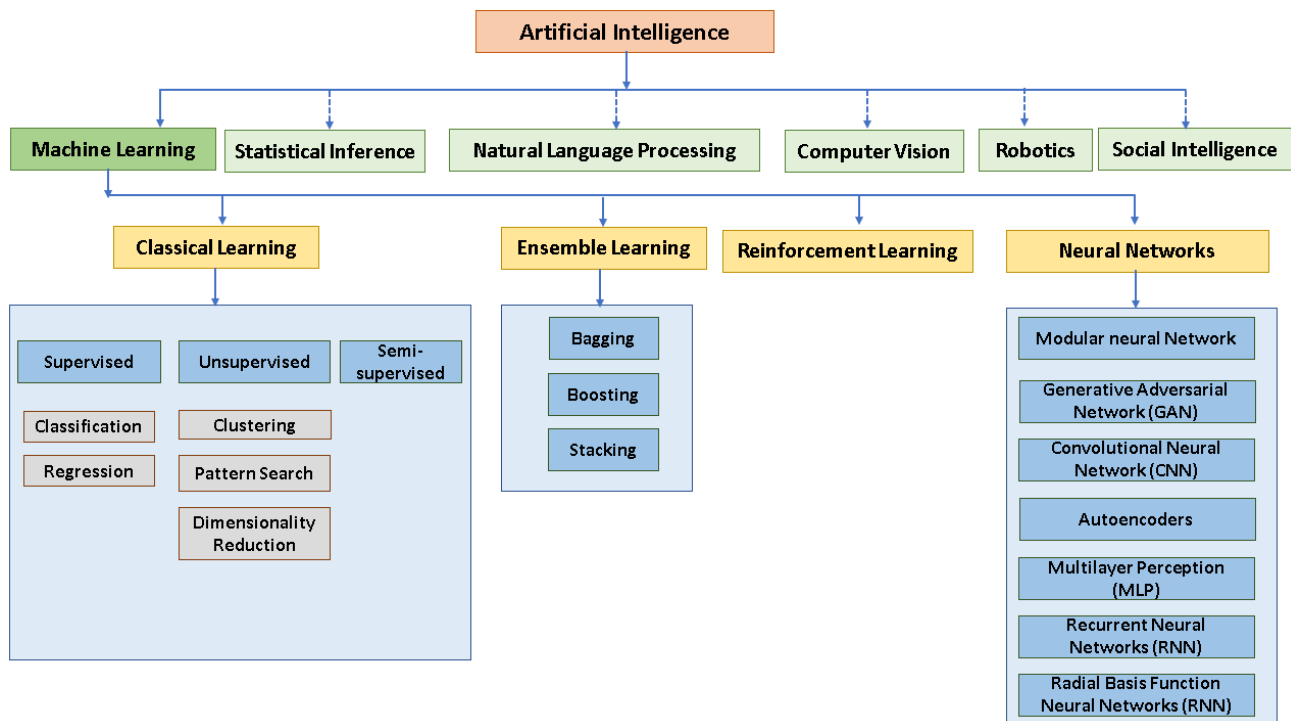 Artificial Intelligence
Machine Learning
Statistical Inference
Natural Language Processing
Computer Vision
Robotics
Social Intelligence
Classical Learning
Ensemble Learning
Reinforcement Learning
Neural Networks
Supervised
Unsupervised
Semi-
supervised
Classification
Regression
Clustering
Pattern Search
Dimensionality
Reduction
Bagging
Boosting
Stacking
Modular neural Network
Generative Adversarial
Network (GAN)
Convolutional Neural
Network (CNN)
Autoencoders
Multilayer Perception
(MLP)
Recurrent Neural
Networks (RNN)
Radial Basis Function
Neural Networks (RNN)